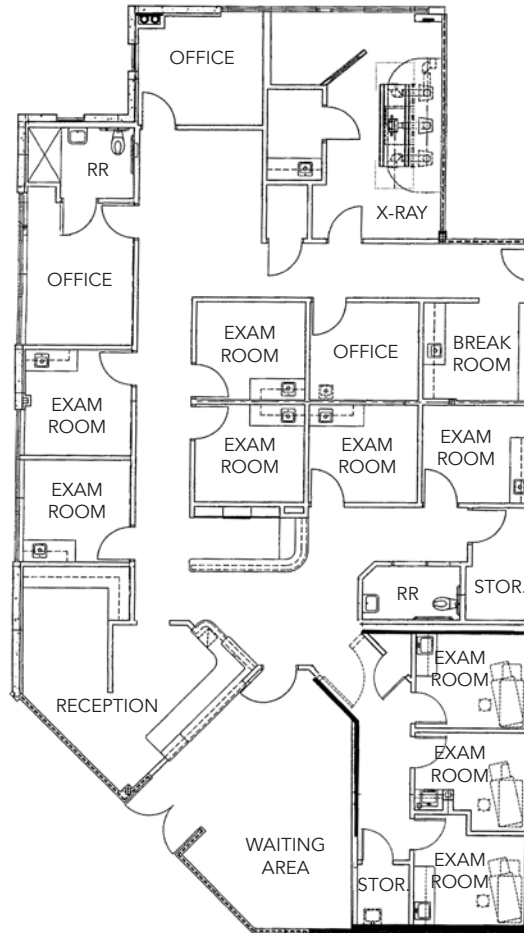 OFFICE
RR
X-RAY
OFFICE
EXAM
ROOM
OFFICE
BREAK
ROOM
EXAM
ROOM
EXAM
ROOM
EXAM
ROOM
EXAM
ROOM
EXAM
ROOM
RR
STOR.
RECEPTION
EXAM
ROOM
EXAM
ROOM
WAITING
AREA
EXAM
ROOM
STOR.